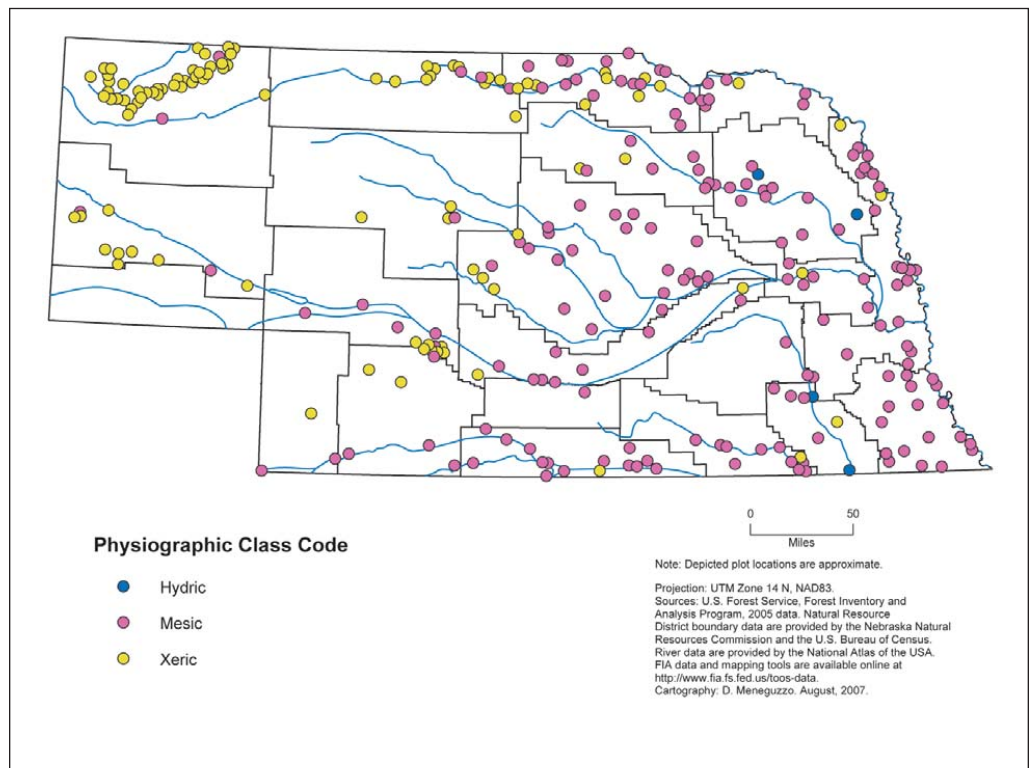 Physiographic Class Code
Hydric
Mesic
Xeric
0 50
Miles
Note: Depicted plot locations are approximate.
Projection: UTM Zone 14 N, NAD83.
Sources: U.S. Forest Service, Forest Inventory and
Analysis Program, 2005 data. Natural Resource
District boundary data are provided by the Nebraska Natural
Resources Commission and the U.S. Bureau of Census.
River data are provided by the National Atlas of the USA.
FIA data and mapping tools are available online at
http://www.fia.fs.fed.us/toos-data.
Cartography: D. Meneguzzo. August, 2007.